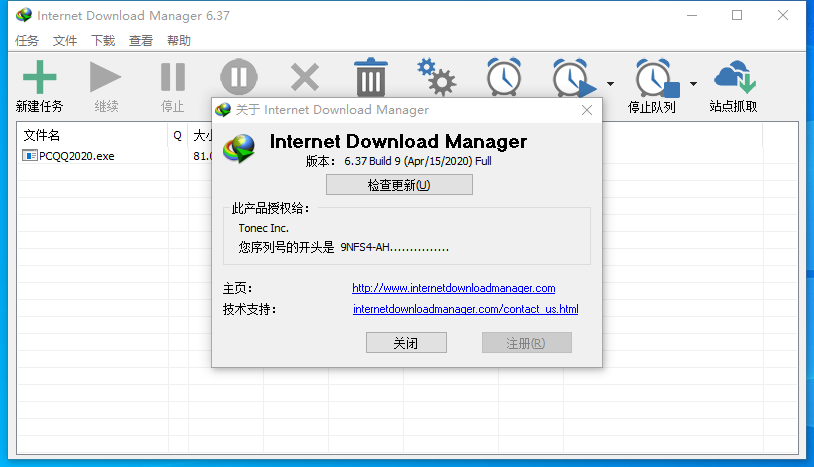 Internet Download Manager 6.37
任务 文件 下载 查看 帮助
新建任务 继续 停止 停止队列 站点抓取
文件名 Q 大小
PCQQ2020.exe 81.0
关于 Internet Download Manager
Internet Download Manager
版本： 6.37 Build 9 (Apr/15/2020) Full
检查更新(U)
此产品授权给：
Tonec Inc.
您序列号的开头是 9NFS4-AH...............
主页： http://www.internetdownloadmanager.com
技术支持： internetdownloadmanager.com/contact_us.html
关闭 注册(R)